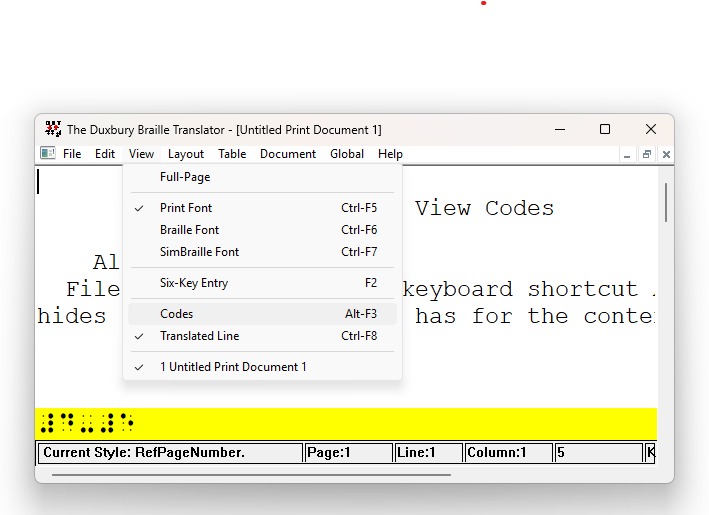 The Duxbury Braille Translator - [Untitled Print Document 1]
File Edit View Layout Table Document Global Help
Full-Page
Print Font Ctrl-F5
Braille Font Ctrl-F6
SimBraille Font Ctrl-F7
Six-Key Entry F2
Codes Alt-F3
Translated Line Ctrl-F8
1 Untitled Print Document 1
View Codes
Al
File keyboard shortcut
hides has for the conte
Current Style: RefPageNumber. Page:1 Line:1 Column:1 5 K